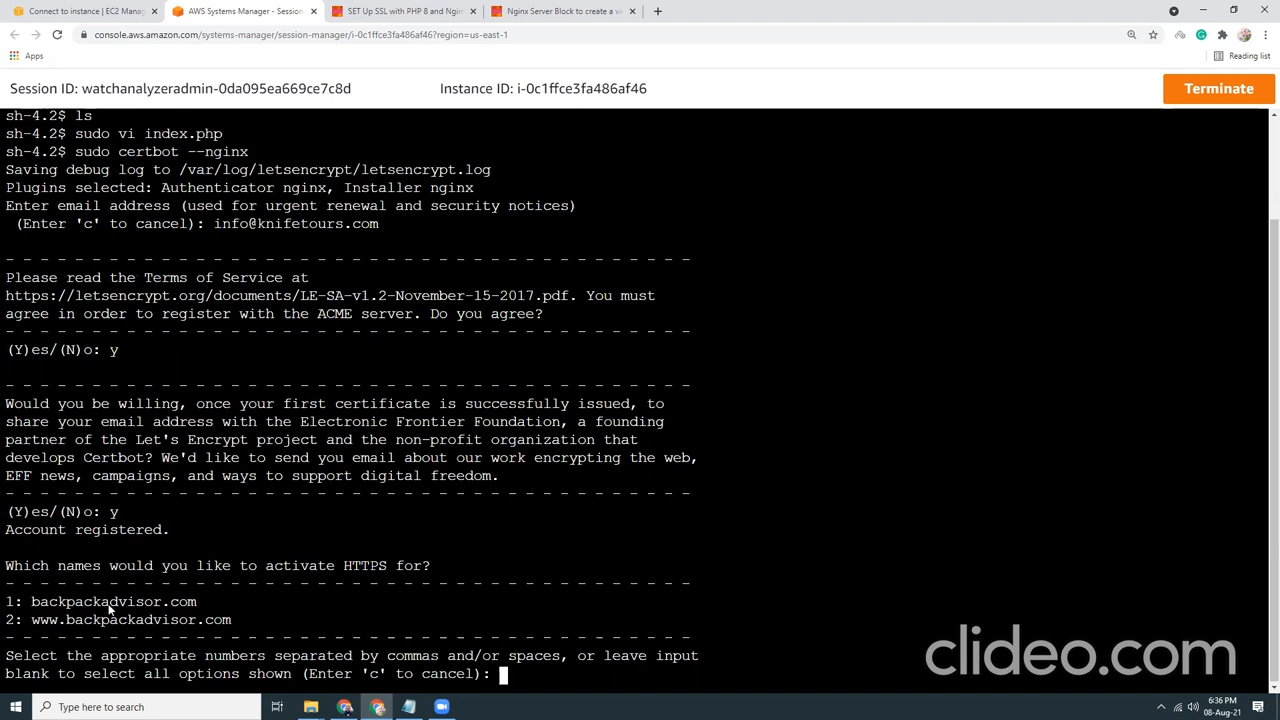 Connect to instance | EC2 Manag
AWS Systems Manager - Session
SET Up SSL with PHP 8 and Nginx
Nginx Server Block to create a vi
console.aws.amazon.com/systems-manager/session-manager/i-0c1ffce3fa486af46?region=us-east-1
Apps
Reading list
Session ID: watchanalyzeradmin-0da095ea669ce7c8d
Instance ID: i-0c1ffce3fa486af46
Terminate
sh-4.2$ ls
sh-4.2$ sudo vi index.php
sh-4.2$ sudo certbot --nginx
Saving debug log to /var/log/letsencrypt/letsencrypt.log
Plugins selected: Authenticator nginx, Installer nginx
Enter email address (used for urgent renewal and security notices)
(Enter 'c' to cancel): info@knifetours.com
- - - - - - - - - - - - - - - - - - - - - - - - - - - - - - - - - - - - - - - -
Please read the Terms of Service at
https://letsencrypt.org/documents/LE-SA-v1.2-November-15-2017.pdf. You must
agree in order to register with the ACME server. Do you agree?
- - - - - - - - - - - - - - - - - - - - - - - - - - - - - - - - - - - - - - - -
(Y)es/(N)o: y
- - - - - - - - - - - - - - - - - - - - - - - - - - - - - - - - - - - - - - - -
Would you be willing, once your first certificate is successfully issued, to
share your email address with the Electronic Frontier Foundation, a founding
partner of the Let's Encrypt project and the non-profit organization that
develops Certbot? We'd like to send you email about our work encrypting the web,
EFF news, campaigns, and ways to support digital freedom.
- - - - - - - - - - - - - - - - - - - - - - - - - - - - - - - - - - - - - - - -
(Y)es/(N)o: y
Account registered.
Which names would you like to activate HTTPS for?
- - - - - - - - - - - - - - - - - - - - - - - - - - - - - - - - - - - - - - - -
1: backpackadvisor.com
2: www.backpackadvisor.com
- - - - - - - - - - - - - - - - - - - - - - - - - - - - - - - - - - - - - - - -
Select the appropriate numbers separated by commas and/or spaces, or leave input
blank to select all options shown (Enter 'c' to cancel):
clideo.com
Type here to search
6:36 PM
08-Aug-21